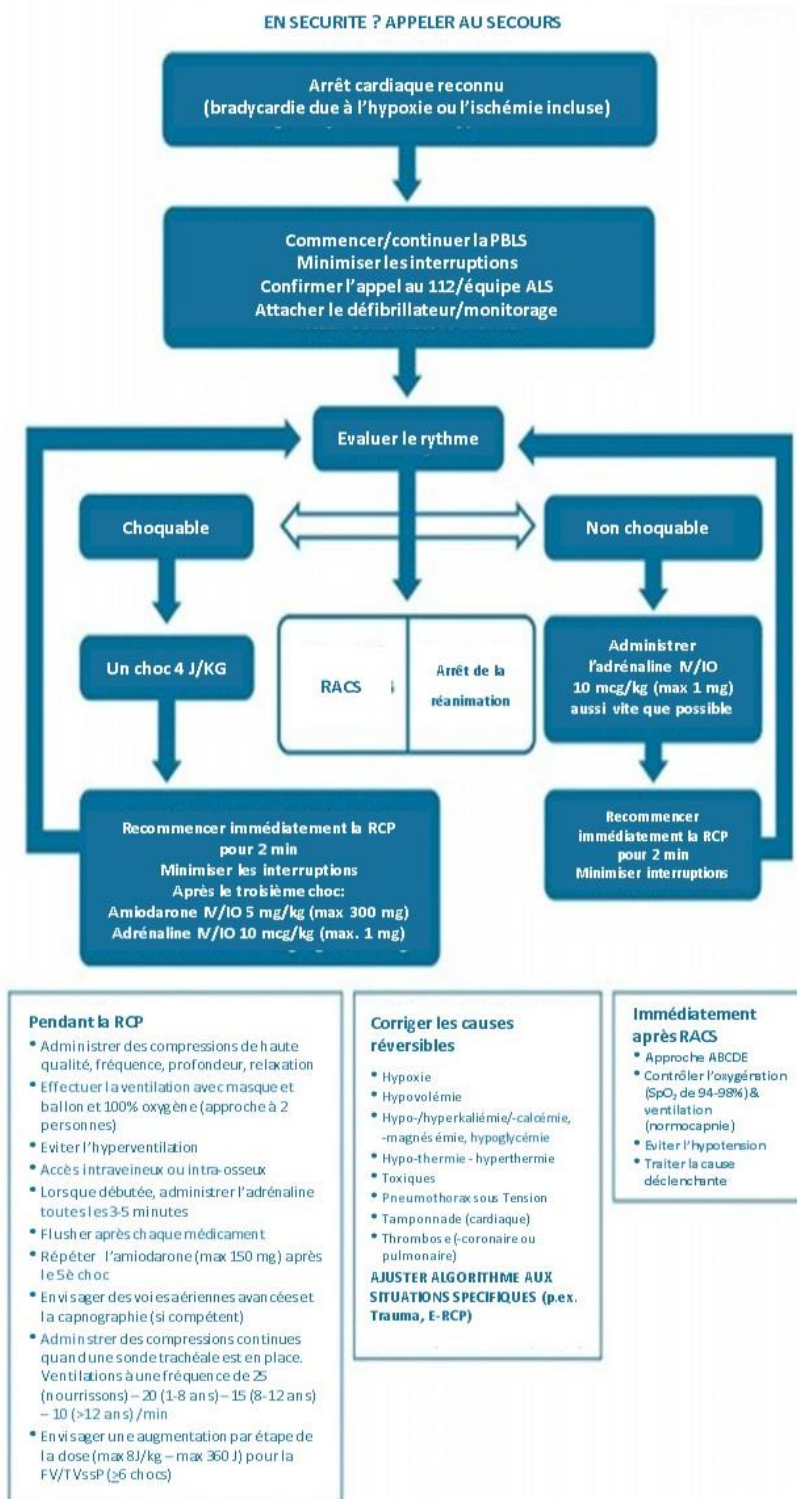 EN SECURITE ? APPELER AU SECOURS
Arrêt cardiaque reconnu
(bradycardie due à l'hypoxie ou l'ischémie incluse)
Commencer/continuer la PBLS
Minimiser les interruptions
Confirmer l'appel au 112/équipe ALS
Attacher le défibrillateur/monitorage
Evaluer le rythme
Choquable
Non choquable
Un choc 4 J/KG
RACS
Arrêt de la
réanimation
Administrer
l'adrénaline IV/IO
10 mcg/kg (max 1 mg)
aussi vite que possible
Recommencer immédiatement la RCP
pour 2 min
Minimiser les interruptions
Après le troisième choc:
Amiodarone IV/IO 5 mg/kg (max 300 mg)
Adrénaline IV/IO 10 mcg/kg (max. 1 mg)
Recommencer
immédiatement la RCP
pour 2 min
Minimiser interruptions
Pendant la RCP
• Administrer des compressions de haute
qualité, fréquence, profondeur, relaxation
• Effectuer la ventilation avec masque et
ballon et 100% oxygène (approche à 2
personnes)
• Eviter l'hyperventilation
• Accès intraveineux ou intra-osseux
• Lorsque débutée, administrer l'adrénaline
toutes les 3-5 minutes
• Flusher après chaque médicament
• Répéter l'amiodarone (max 150 mg) après
le 5è choc
• Envisager des voies aériennes avancées et
la capnographie (si compétent)
• Adminstrer des compressions continues
quand une sonde trachéale est en place.
Ventilations à une fréquence de 25
(nourrissons) – 20 (1-8 ans) – 15 (8-12 ans)
– 10 (>12 ans) /min
• Envisager une augmentation par étape de
la dose (max 8J/kg – max 360 J) pour la
FV/TVssP (≥6 chocs)
Corriger les causes
réversibles
• Hypoxie
• Hypovolémie
• Hypo-/hyperkaliémie/-calcémie,
-magnésémie, hypoglycémie
• Hypo-thermie - hyperthermie
• Toxiques
• Pneumothorax sous Tension
• Tamponnade (cardiaque)
• Thrombose (-coronaire ou
pulmonaire)
AJUSTER ALGORITHME AUX
SITUATIONS SPECIFIQUES (p.ex.
Trauma, E-RCP)
Immédiatement
après RACS
• Approche ABCDE
• Contrôler l'oxygération
(SpO₂ de 94-98%) &
ventilation
(normocapnie)
• Eviter l'hypotension
• Traiter la cause
déclenchante